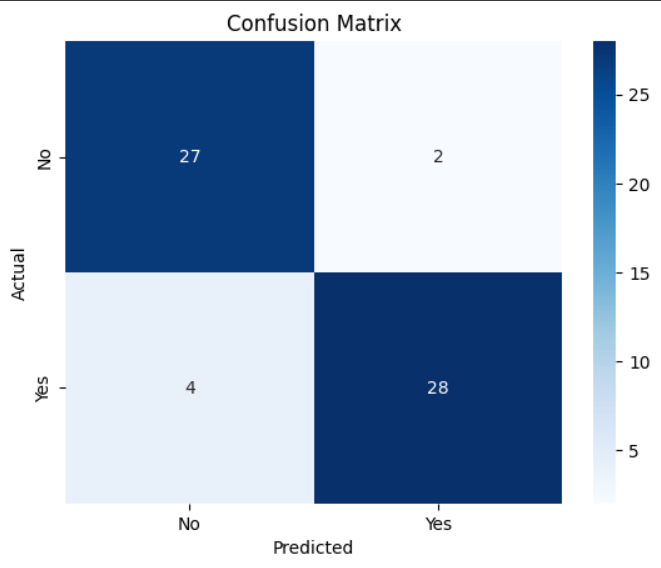 Confusion Matrix
No
27
2
Yes
4
28
Actual
No
Yes
Predicted
25
20
15
10
5